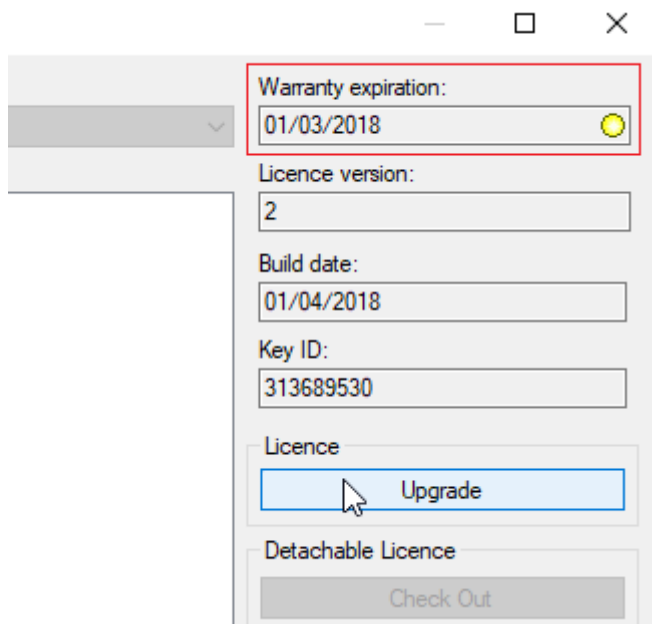 Warranty expiration:
01/03/2018
Licence version:
2
Build date:
01/04/2018
Key ID:
313689530
Licence
Upgrade
Detachable Licence
Check Out